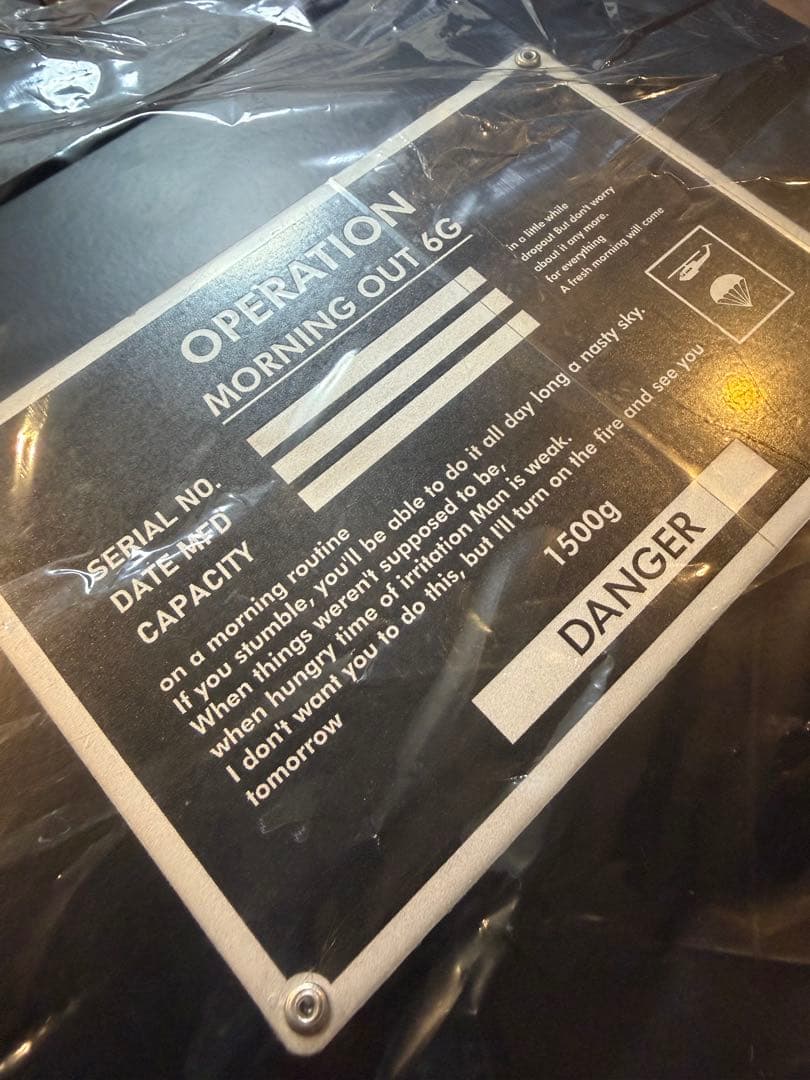 OPERATION
MORNING OUT 6G
in a little while
dropout But don't worry
about it any more.
for everything
A fresh morning will come
SERIAL NO.
DATE MFD
CAPACITY
on a morning routine
If you stumble, you'll be able to do it all day long a nasty sky.
When things weren't supposed to be,
when hungry time of irritation Man is weak.
I don't want you to do this, but I'll turn on the fire and see you
tomorrow
1500g
DANGER